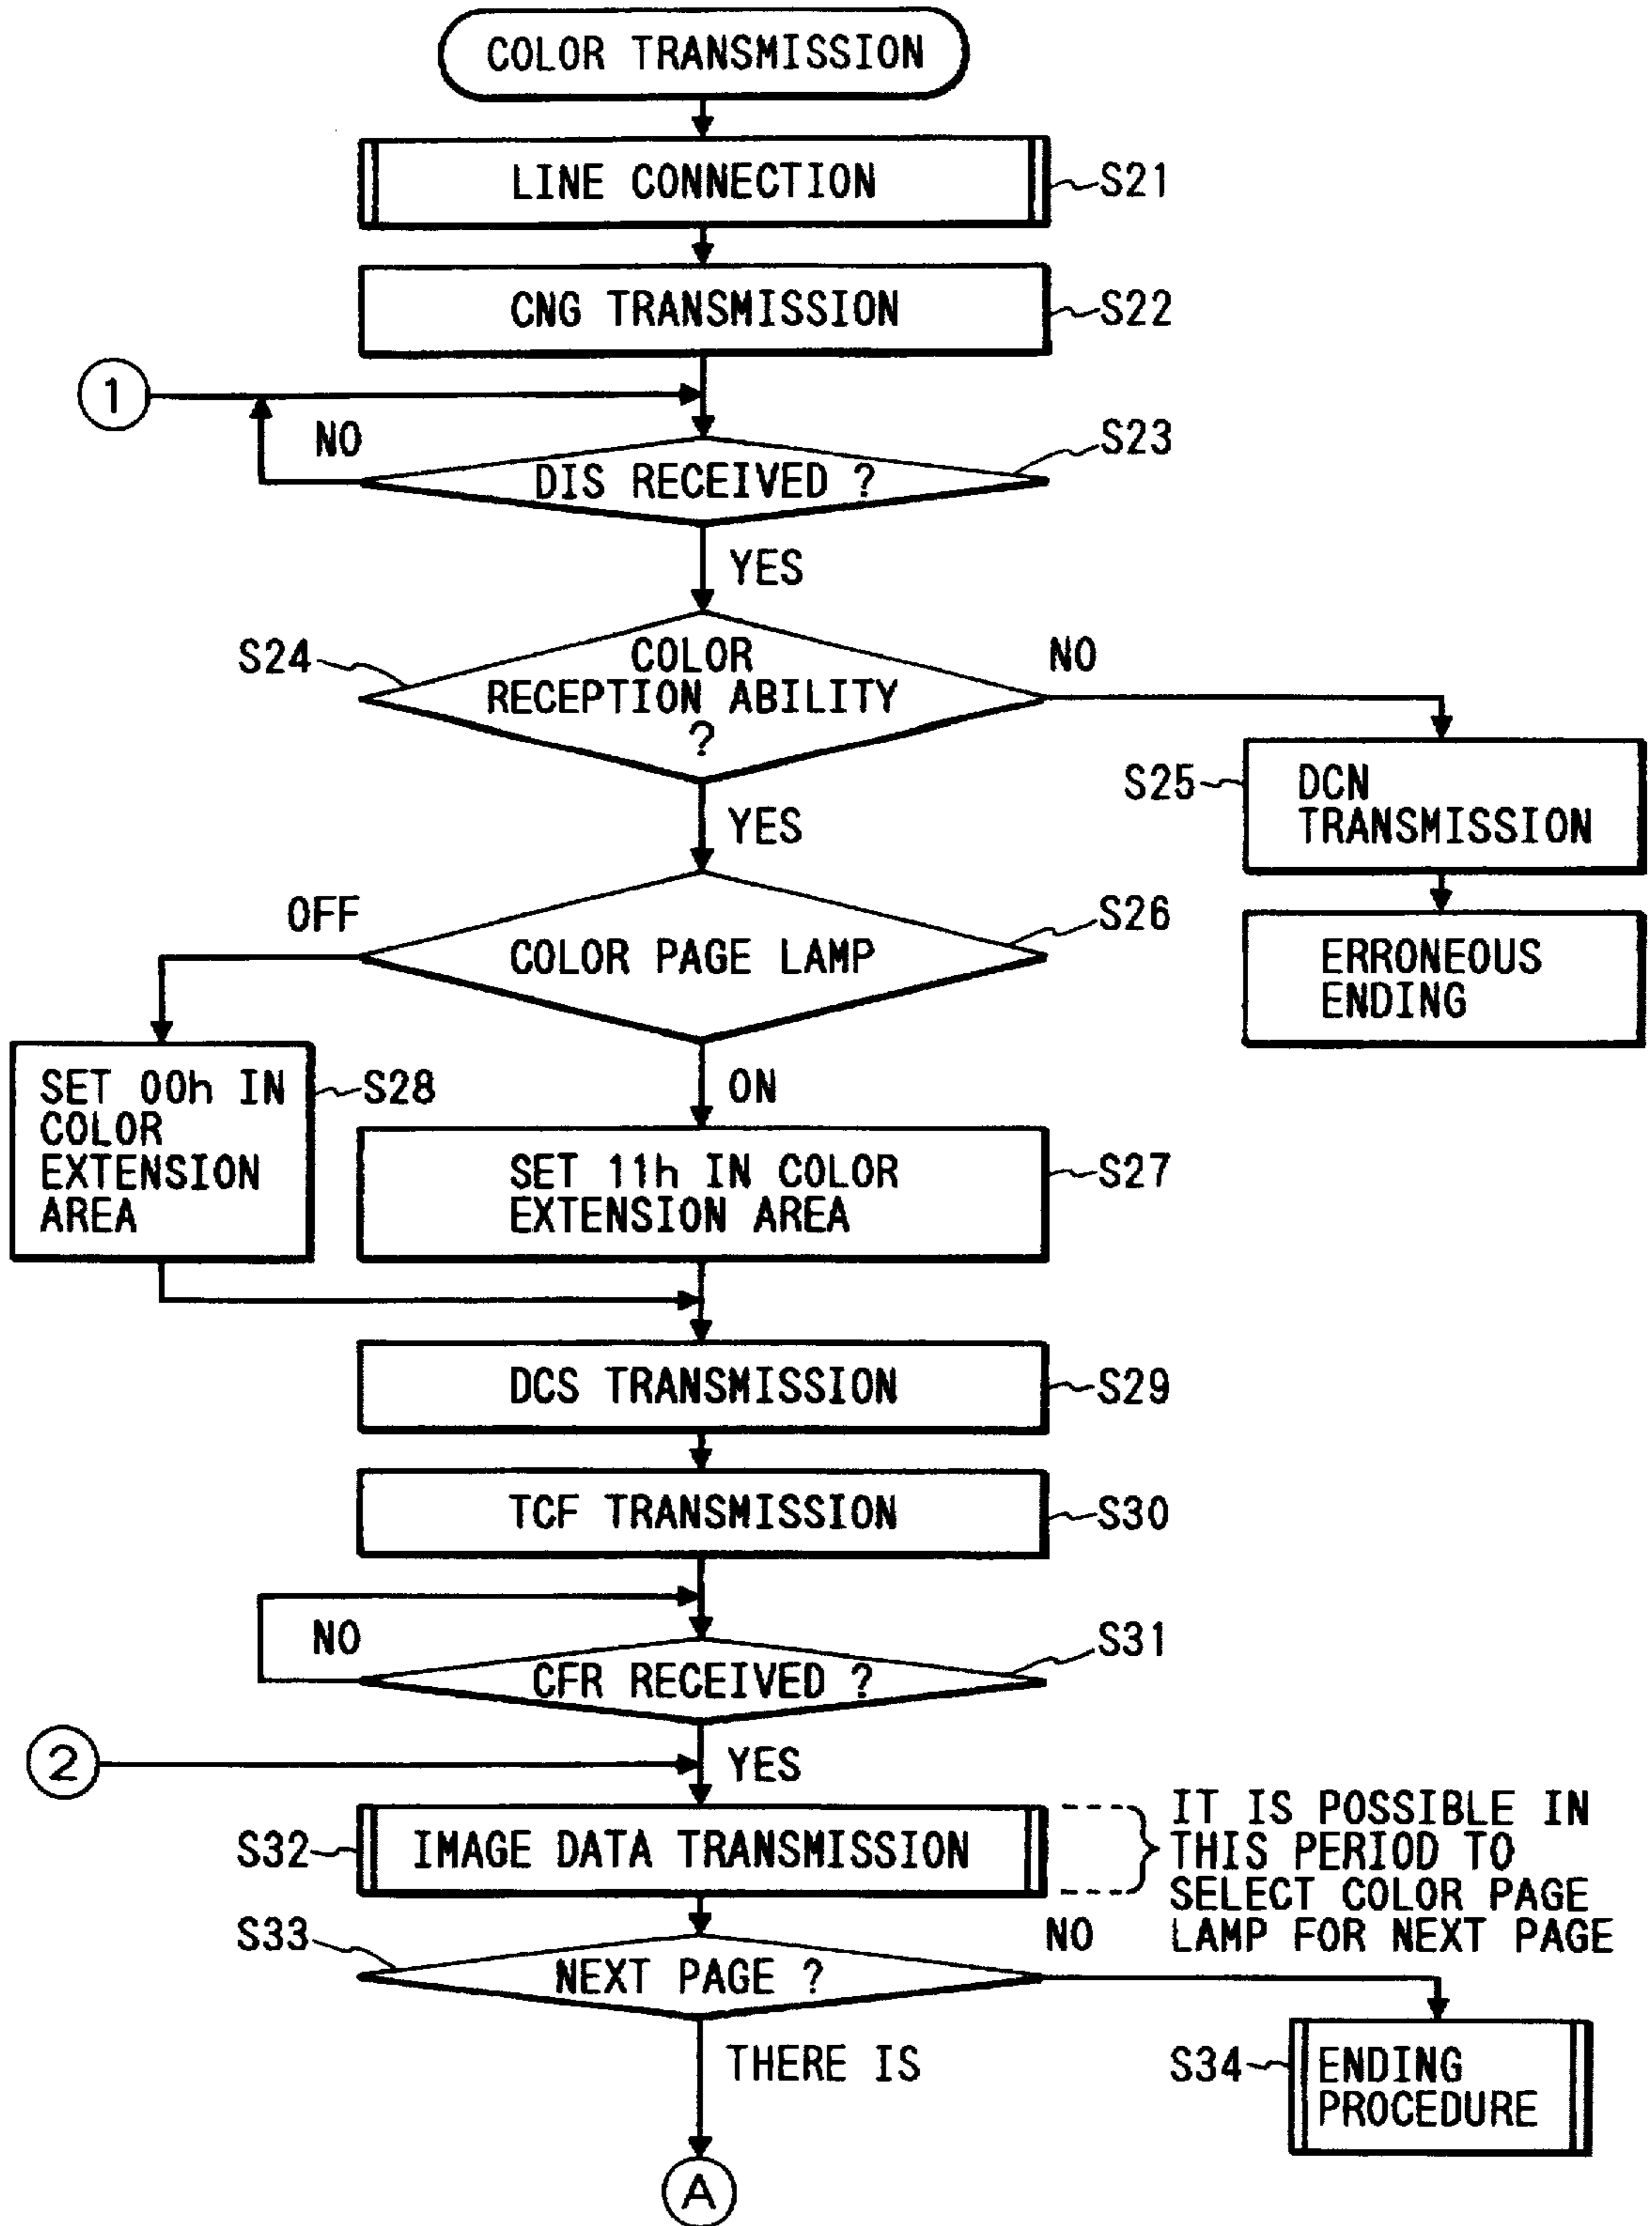 COLOR TRANSMISSION
LINE CONNECTION
S21
CNG TRANSMISSION
S22
1
NO
S23
DIS RECEIVED ?
YES
S24
COLOR
RECEPTION ABILITY
?
NO
S25
DCN
TRANSMISSION
YES
OFF
S26
COLOR PAGE LAMP
ERRONEOUS
ENDING
SET 00h IN
COLOR
EXTENSION
AREA
S28
ON
SET 11h IN COLOR
EXTENSION AREA
S27
DCS TRANSMISSION
S29
TCF TRANSMISSION
S30
NO
S31
CFR RECEIVED ?
2
YES
S32
IMAGE DATA TRANSMISSION
IT IS POSSIBLE IN
THIS PERIOD TO
SELECT COLOR PAGE
LAMP FOR NEXT PAGE
S33
NO
NEXT PAGE ?
THERE IS
S34
ENDING
PROCEDURE
A